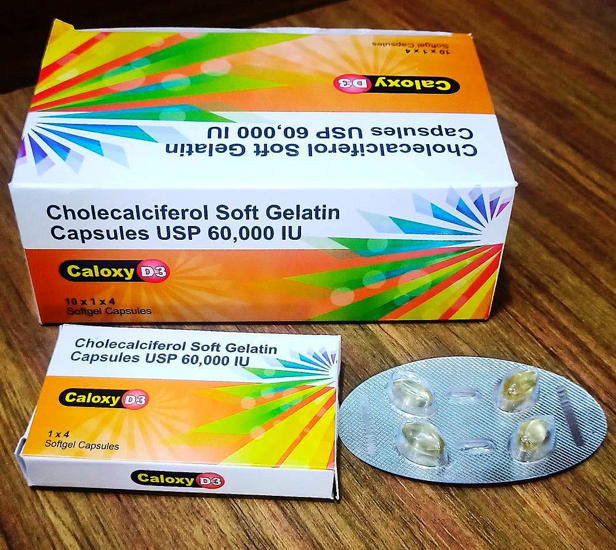 10 x 1 x 4
Softgel Capsules
Caloxy D3
Cholecalciferol Soft Gelatin
Capsules USP 60,000 IU
Cholecalciferol Soft Gelatin
Capsules USP 60,000 IU
Caloxy D3
10 x 1 x 4
Softgel Capsules
Cholecalciferol Soft Gelatin
Capsules USP 60,000 IU
Caloxy D3
1 x 4
Softgel Capsules
Caloxy D3